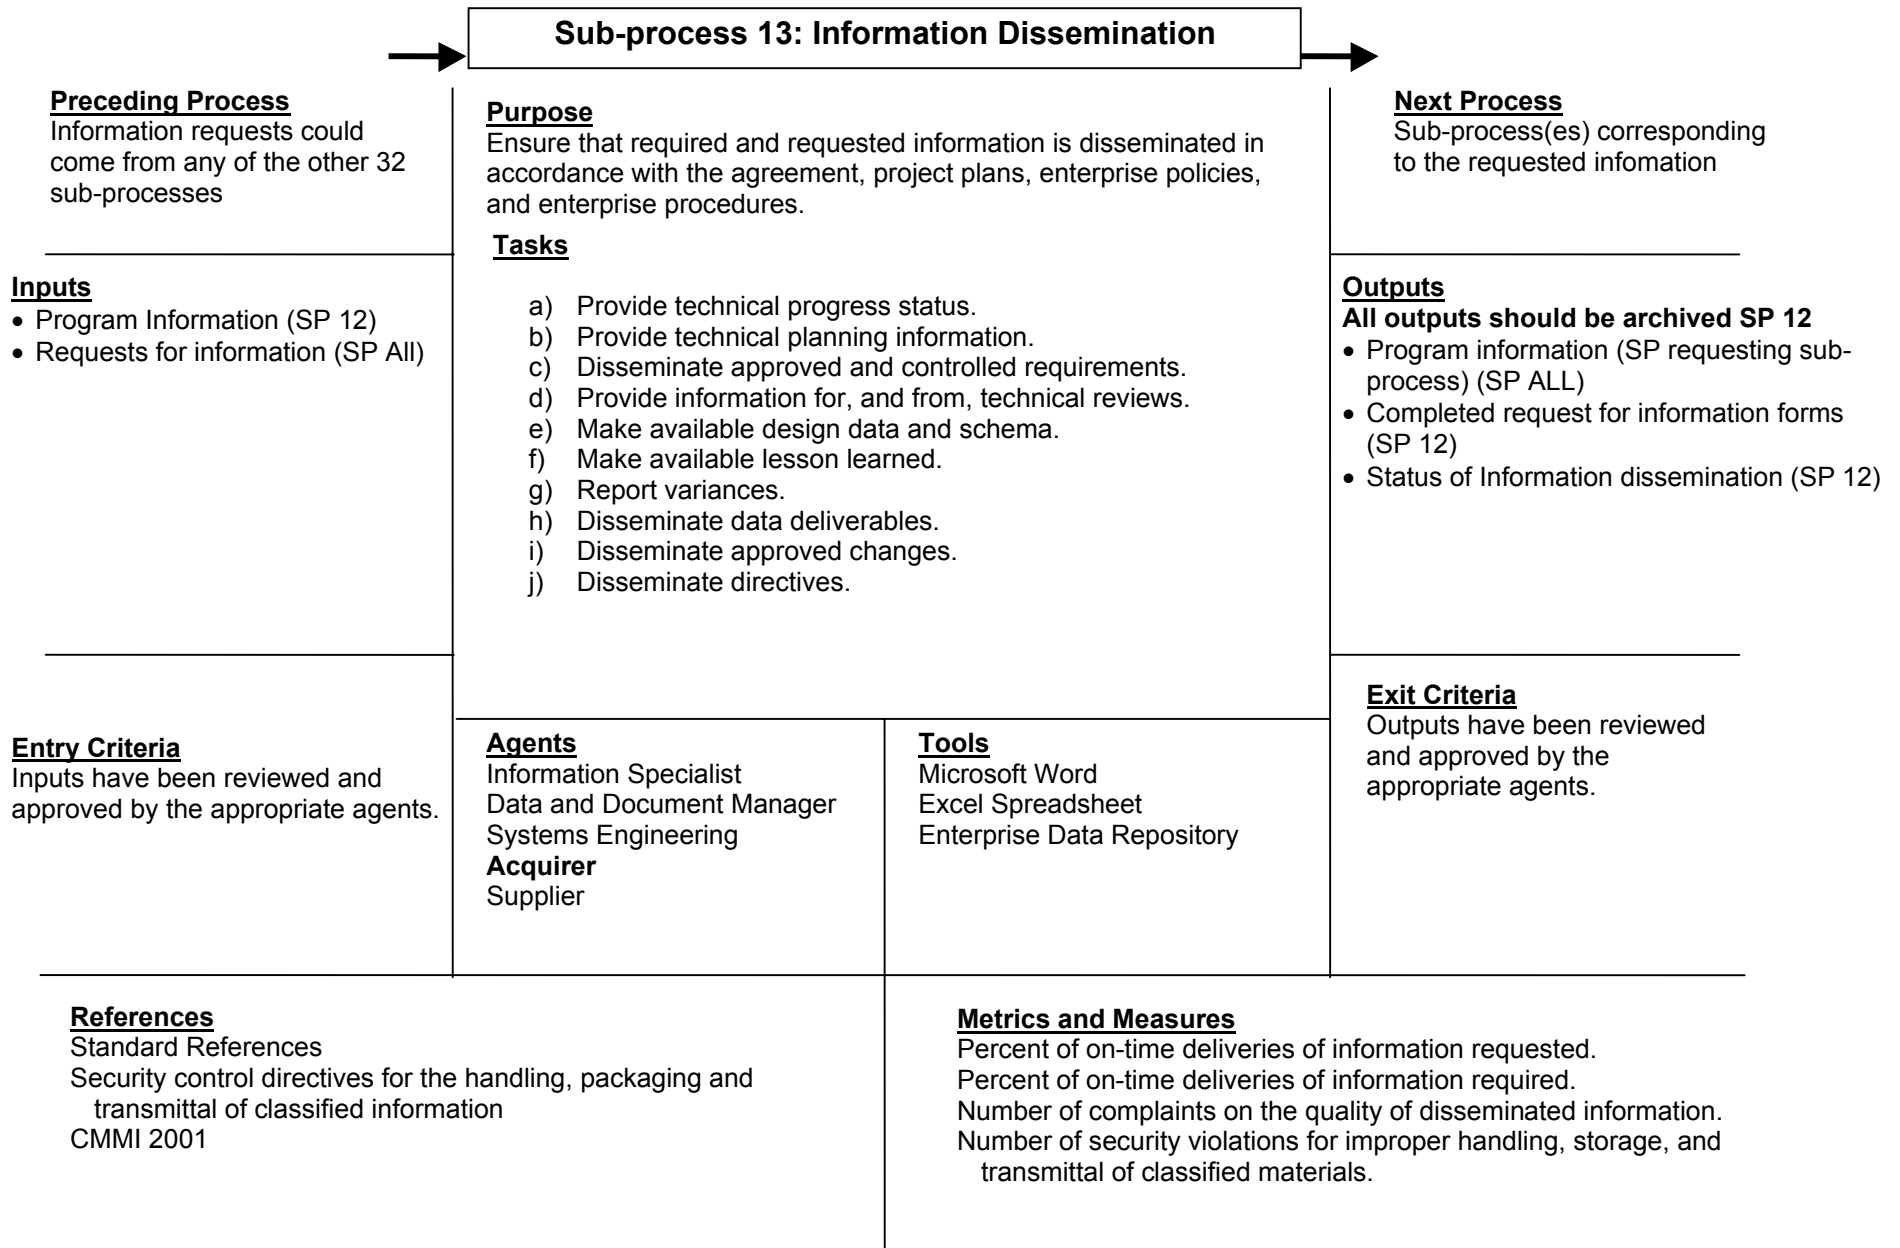 Sub-process 13: Information Dissemination
Preceding Process
Information requests could
come from any of the other 32
sub-processes
Purpose
Ensure that required and requested information is disseminated in
accordance with the agreement, project plans, enterprise policies,
and enterprise procedures.
Next Process
Sub-process(es) corresponding
to the requested infomation
Inputs
• Program Information (SP 12)
• Requests for information (SP All)
Tasks
a) Provide technical progress status.
b) Provide technical planning information.
c) Disseminate approved and controlled requirements.
d) Provide information for, and from, technical reviews.
e) Make available design data and schema.
f) Make available lesson learned.
g) Report variances.
h) Disseminate data deliverables.
i) Disseminate approved changes.
j) Disseminate directives.
Outputs
All outputs should be archived SP 12
• Program information (SP requesting sub-
process) (SP ALL)
• Completed request for information forms
(SP 12)
• Status of Information dissemination (SP 12)
Entry Criteria
Inputs have been reviewed and
approved by the appropriate agents.
Agents
Information Specialist
Data and Document Manager
Systems Engineering
Acquirer
Supplier
Tools
Microsoft Word
Excel Spreadsheet
Enterprise Data Repository
Exit Criteria
Outputs have been reviewed
and approved by the
appropriate agents.
References
Standard References
Security control directives for the handling, packaging and
transmittal of classified information
CMMI 2001
Metrics and Measures
Percent of on-time deliveries of information requested.
Percent of on-time deliveries of information required.
Number of complaints on the quality of disseminated information.
Number of security violations for improper handling, storage, and
transmittal of classified materials.